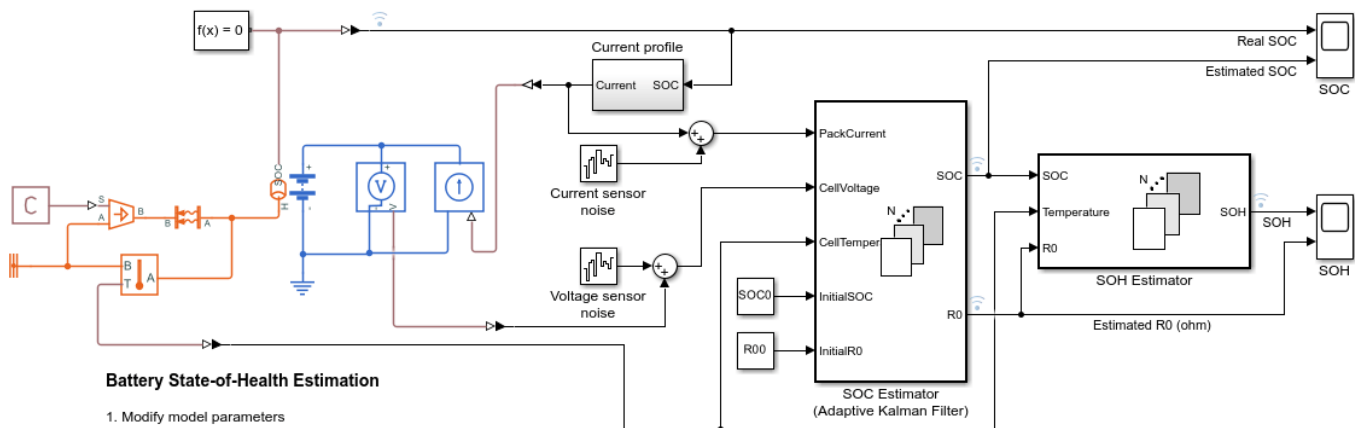 f(x) = 0
Real SOC
Estimated SOC
SOC
Current profile
Current
SOC
PackCurrent
CellVoltage
CellTemper
InitialSOC
InitialR0
SOC
R0
N
SOC Estimator
(Adaptive Kalman Filter)
Current sensor
noise
Voltage sensor
noise
SOC0
R00
SOC
Temperature
R0
N
SOH
SOH Estimator
SOH
SOH
Estimated R0 (ohm)
SOC
H
+
-
+
V
-
V
C
S
A
B
B
A
B
T
A
+
+
+
+
Battery State-of-Health Estimation
1. Modify model parameters